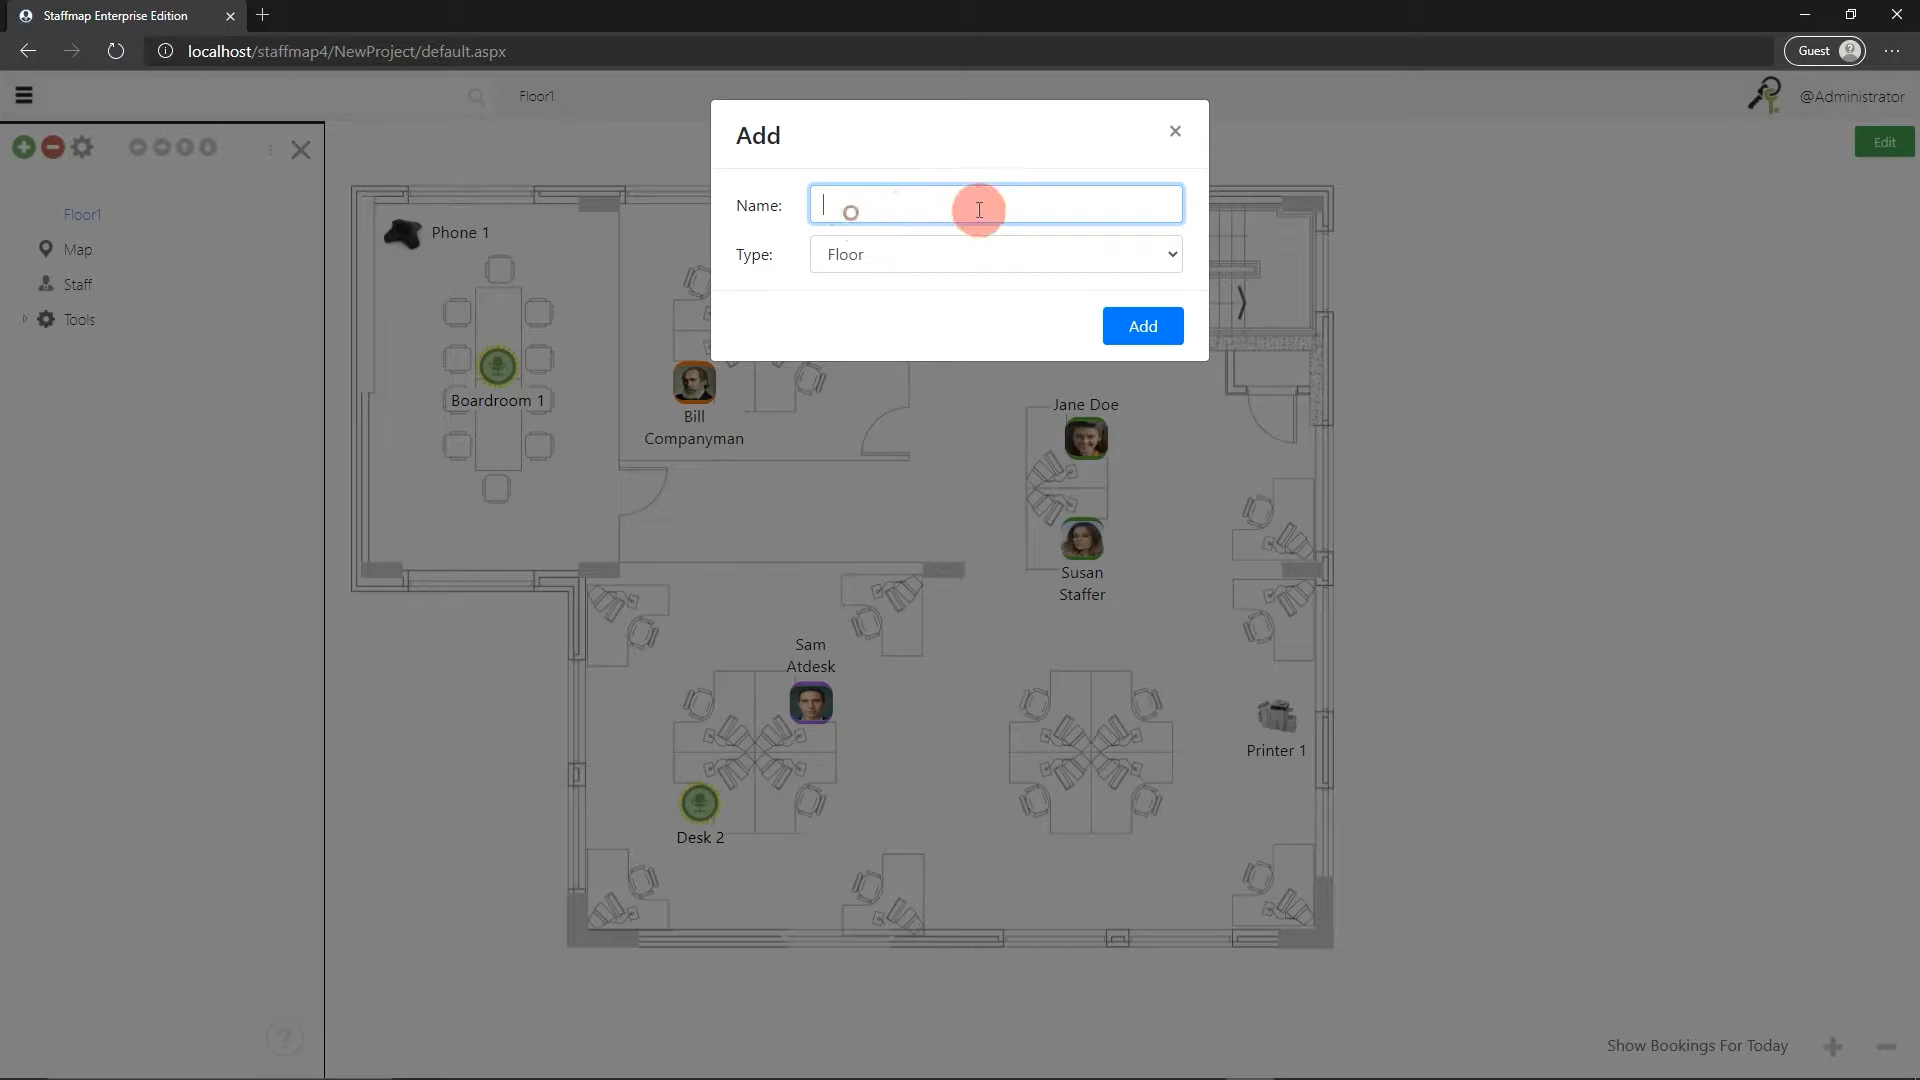 Staffmap Enterprise Edition
localhost/staffmap4/NewProject/default.aspx
Guest
Floor1
@Administrator
Edit
Add
Name:
Type:
Floor
Add
Floor1
Map
Staff
Tools
Phone 1
Boardroom 1
Bill
Companyman
Jane Doe
Susan
Staffer
Sam
Atdesk
Printer 1
Desk 2
Show Bookings For Today